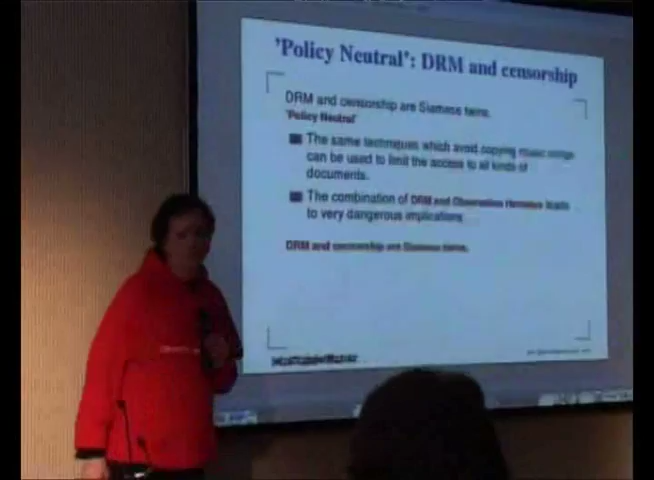 'Policy Neutral': DRM and censorship
DRM and censorship are Siamese twins.
'Policy Neutral'
The same techniques which avoid copying music songs
can be used to limit the access to all kinds of
documents.
The combination of DRM and Observation Hardware leads
to very dangerous implications
DRM and censorship are Siamese twins.